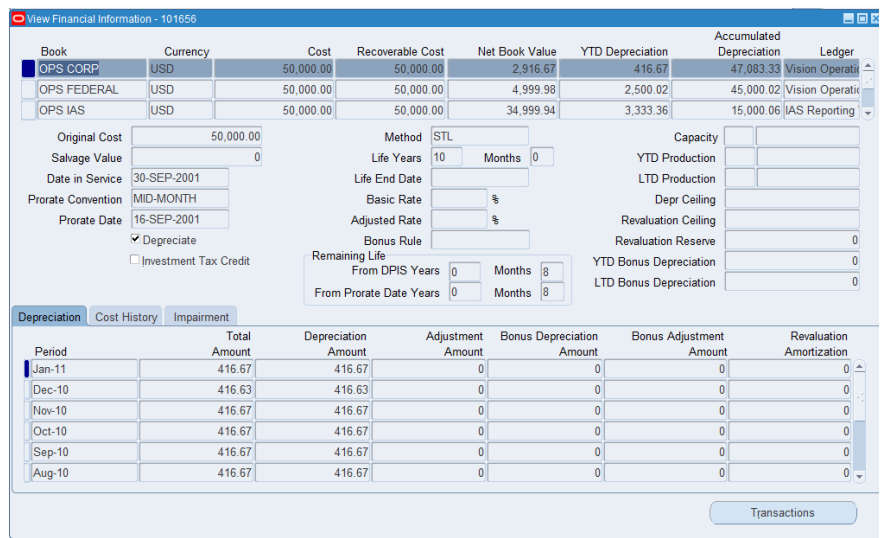 View Financial Information - 101656
Book Currency Cost Recoverable Cost Net Book Value YTD Depreciation Accumulated Depreciation Ledger
OPS CORP USD 50,000.00 50,000.00 2,916.67 416.67 47,083.33 Vision Operatic
OPS FEDERAL USD 50,000.00 50,000.00 4,999.98 2,500.02 45,000.02 Vision Operatic
OPS IAS USD 50,000.00 50,000.00 34,999.94 3,333.36 15,000.06 IAS Reporting
Original Cost 50,000.00 Method STL Capacity
Salvage Value 0 Life Years 10 Months 0 YTD Production
Date in Service 30-SEP-2001 Life End Date LTD Production
Prorate Convention MID-MONTH Basic Rate % Depr Ceiling
Prorate Date 16-SEP-2001 Adjusted Rate % Revaluation Ceiling
Depreciate Bonus Rule Revaluation Reserve 0
Investment Tax Credit Remaining Life YTD Bonus Depreciation 0
From DPIS Years 0 Months 8 LTD Bonus Depreciation 0
From Prorate Date Years 0 Months 8
Depreciation Cost History Impairment
Period Total Amount Depreciation Amount Adjustment Amount Bonus Depreciation Amount Bonus Adjustment Amount Revaluation Amortization
Jan-11 416.67 416.67 0 0 0 0
Dec-10 416.63 416.63 0 0 0 0
Nov-10 416.67 416.67 0 0 0 0
Oct-10 416.67 416.67 0 0 0 0
Sep-10 416.67 416.67 0 0 0 0
Aug-10 416.67 416.67 0 0 0 0
Transactions